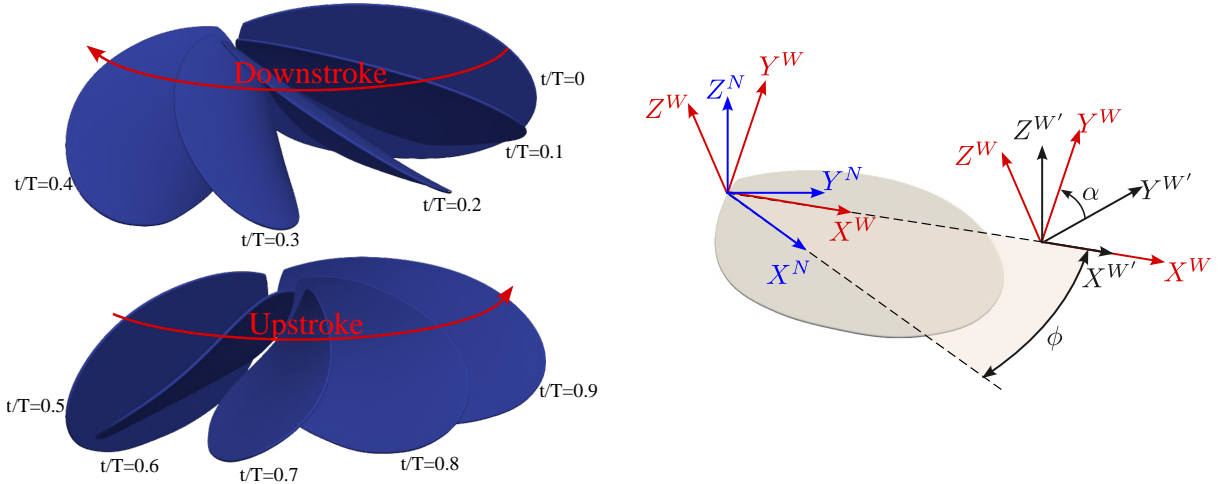 Downstroke
t/T=0
t/T=0.1
t/T=0.2
t/T=0.3
t/T=0.4
Upstroke
t/T=0.5
t/T=0.6
t/T=0.7
t/T=0.8
t/T=0.9
Z^W
Z^N
Y^W
Y^N
X^W
X^N
Z^W
Z^{W'}
Y^W
α
Y^{W'}
X^{W'}
X^W
ϕ